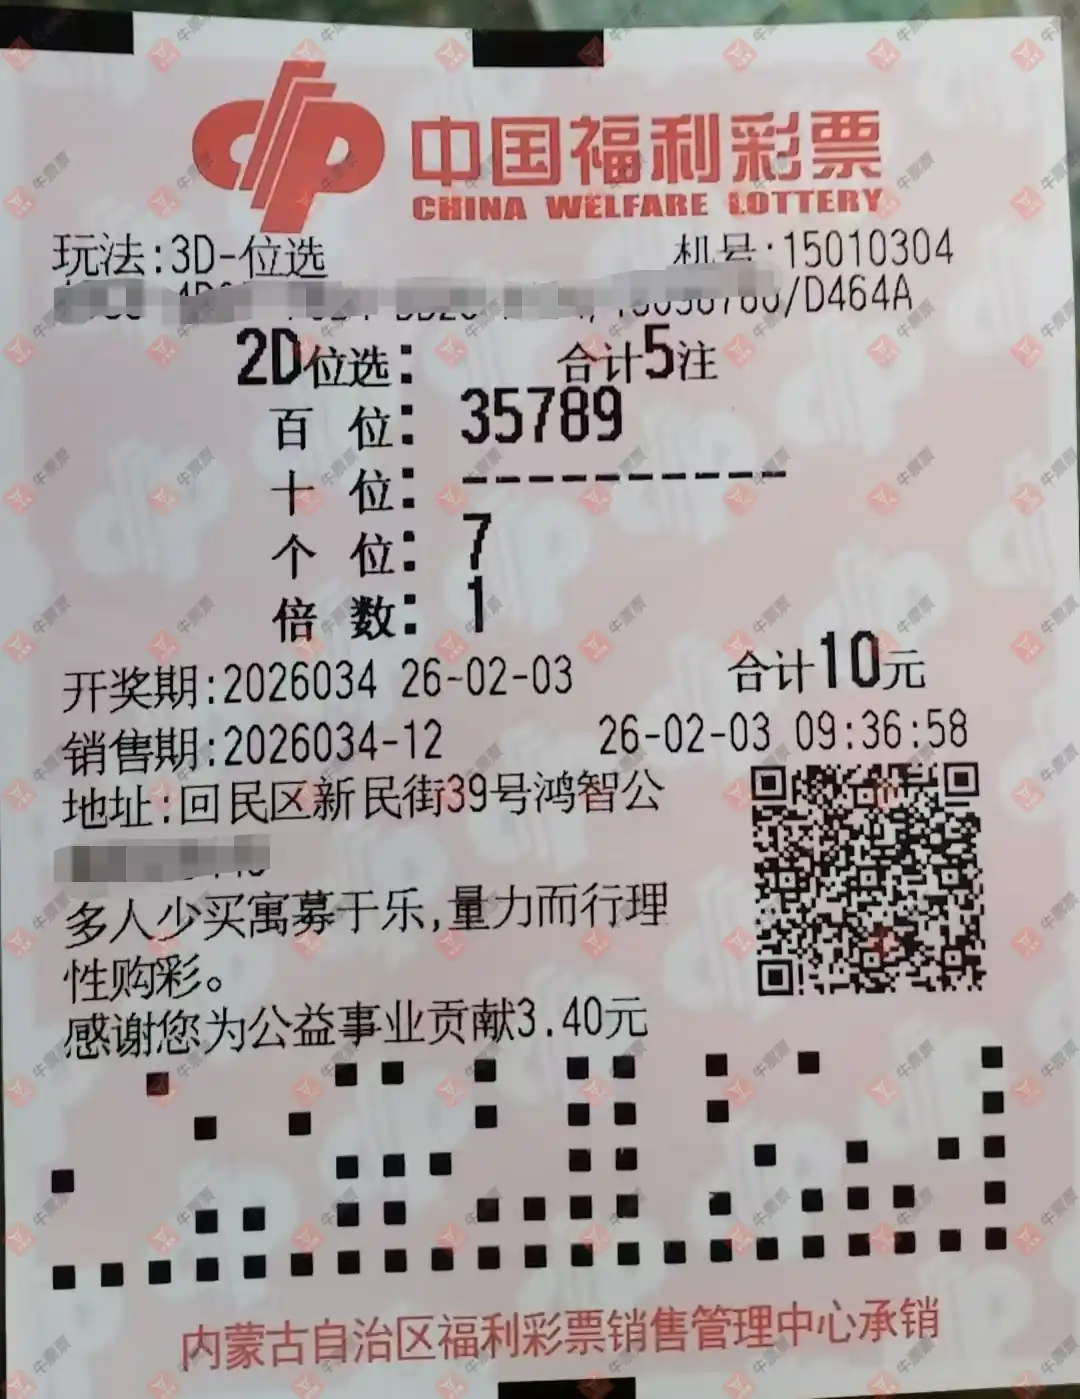 中国福利彩票
CHINA WELFARE LOTTERY
玩法:3D-位选 机号:15010304
/D464A
2D位选: 合计5注
百位: 35789
十位: ----------
个位: 7
倍数: 1
开奖期:2026034 26-02-03 合计10元
销售期:2026034-12 26-02-03 09:36:58
地址:回民区新民街39号鸿智公
多人少买寓募于乐,量力而行理
性购彩。
感谢您为公益事业贡献3.40元
内蒙古自治区福利彩票销售管理中心承销